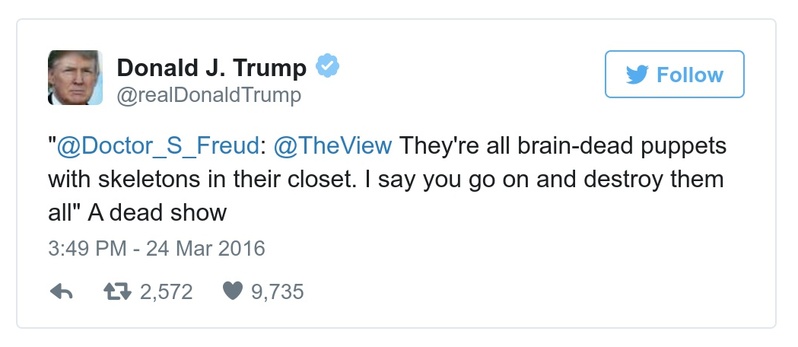 Donald J. Trump
@realDonaldTrump
Follow
"@Doctor_S_Freud: @TheView They're all brain-dead puppets
with skeletons in their closet. I say you go on and destroy them
all" A dead show
3:49 PM - 24 Mar 2016
2,572 9,735